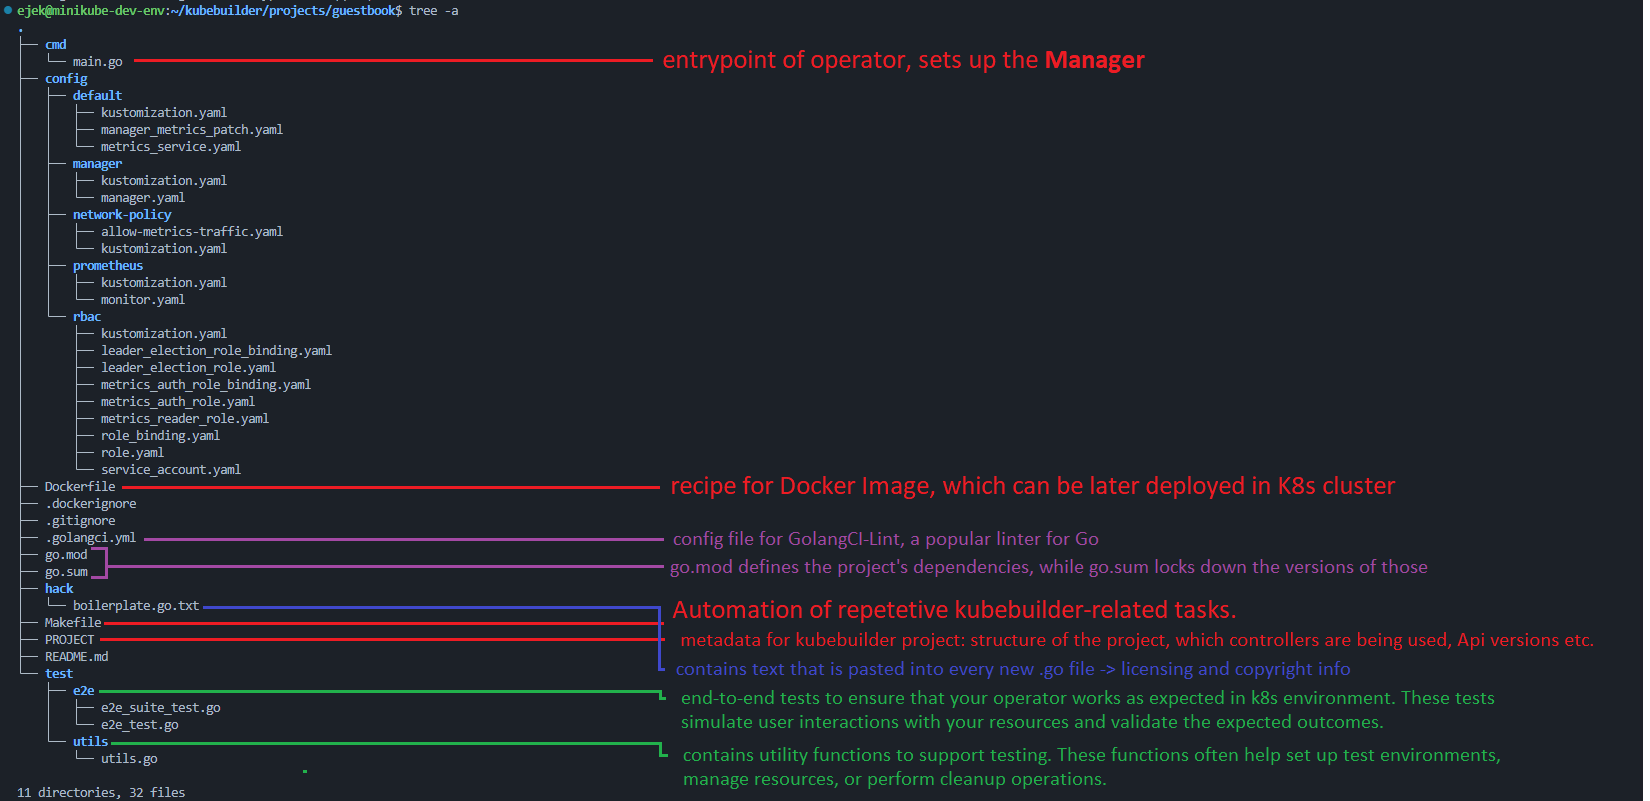 ejek@minikube-dev-env:~/kubebuilder/projects/guestbook$ tree -a
.
├── cmd
│   └── main.go entrypoint of operator, sets up the Manager
├── config
│   ├── default
│   │   ├── kustomization.yaml
│   │   ├── manager_metrics_patch.yaml
│   │   └── metrics_service.yaml
│   ├── manager
│   │   ├── kustomization.yaml
│   │   └── manager.yaml
│   ├── network-policy
│   │   ├── allow-metrics-traffic.yaml
│   │   └── kustomization.yaml
│   ├── prometheus
│   │   ├── kustomization.yaml
│   │   └── monitor.yaml
│   └── rbac
│       ├── kustomization.yaml
│       ├── leader_election_role_binding.yaml
│       ├── leader_election_role.yaml
│       ├── metrics_auth_role_binding.yaml
│       ├── metrics_auth_role.yaml
│       ├── metrics_reader_role.yaml
│       ├── role_binding.yaml
│       ├── role.yaml
│       └── service_account.yaml
├── Dockerfile recipe for Docker Image, which can be later deployed in K8s cluster
├── .dockerignore
├── .gitignore
├── .golangci.yml config file for GolangCI-Lint, a popular linter for Go
├── go.mod
go.mod defines the project's dependencies, while go.sum locks down the versions of those
├── go.sum
├── hack
│   └── boilerplate.go.txt
Automation of repetetive kubebuilder-related tasks.
├── Makefile
├── PROJECT metadata for kubebuilder project: structure of the project, which controllers are being used, Api versions etc.
├── README.md
contains text that is pasted into every new .go file -> licensing and copyright info
└── test
    ├── e2e end-to-end tests to ensure that your operator works as expected in k8s environment. These tests
    │   ├── e2e_suite_test.go
    │   └── e2e_test.go simulate user interactions with your resources and validate the expected outcomes.
    └── utils contains utility functions to support testing. These functions often help set up test environments,
        └── utils.go
manage resources, or perform cleanup operations.
11 directories, 32 files